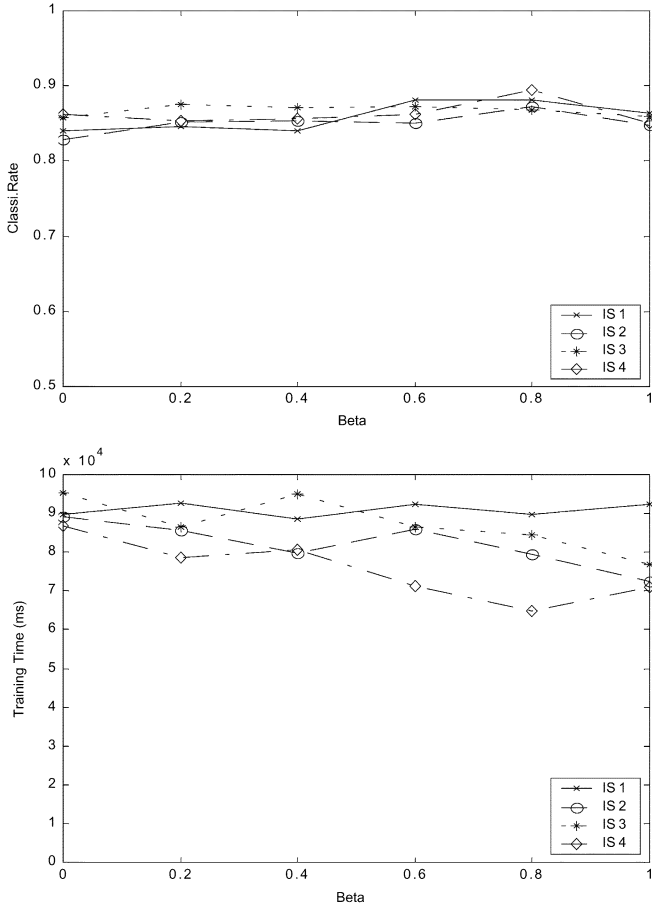 1
0.9
0.8
0.7
0.6
0.5
Classi.Rate
0 0.2 0.4 0.6 0.8 1
Beta
IS 1
IS 2
IS 3
IS 4
x 10^4
10
9
8
7
6
5
4
3
2
1
0
Training Time (ms)
0 0.2 0.4 0.6 0.8 1
Beta
IS 1
IS 2
IS 3
IS 4